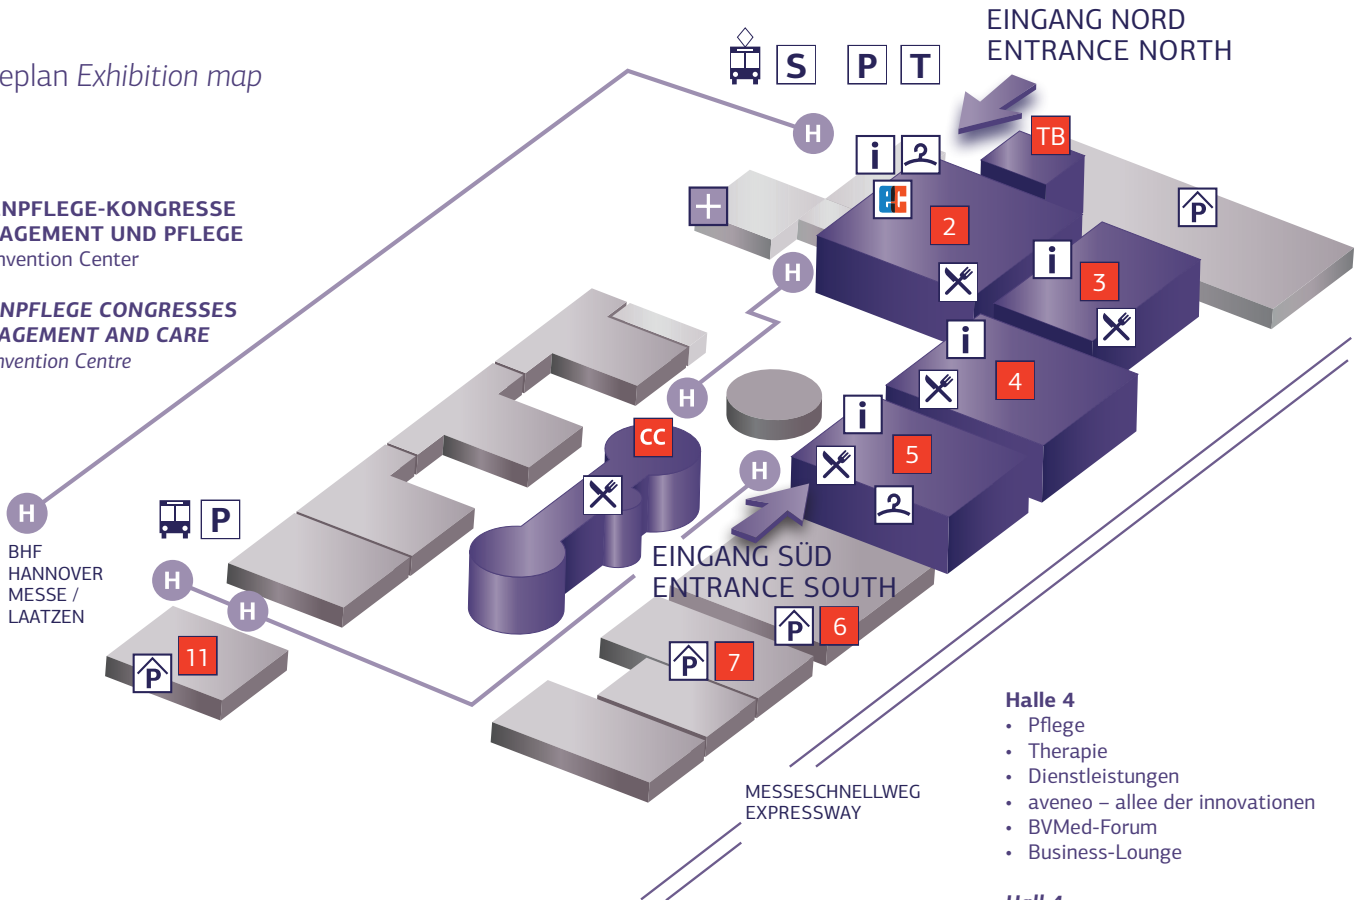 eplan Exhibition map
EINGANG NORD
ENTRANCE NORTH
S P T
H
TB
i
2
P
NPFLEGE-KONGRESSE
AGEMENT UND PFLEGE
nvention Center
NPFLEGE CONGRESSES
AGEMENT AND CARE
nvention Centre
H
i
3
i
4
H
i
CC
5
H
H
BHF
HANNOVER
MESSE /
LAATZEN
P
H
H
EINGANG SÜD
ENTRANCE SOUTH
P 6
P 7
P 11
MESSESCHNELLWEG
EXPRESSWAY
Halle 4
• Pflege
• Therapie
• Dienstleistungen
• aveneo – allee der innovationen
• BVMed-Forum
• Business-Lounge